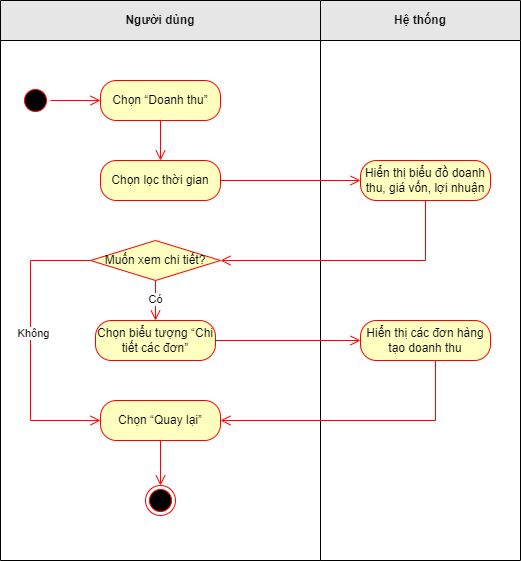 Người dùng
Hệ thống
Chọn “Doanh thu”
Chọn lọc thời gian
Hiển thị biểu đồ doanh
thu, giá vốn, lợi nhuận
Muốn xem chi tiết?
Có
Không
Chọn biểu tượng “Chi
tiết các đơn”
Hiển thị các đơn hàng
tạo doanh thu
Chọn “Quay lại”